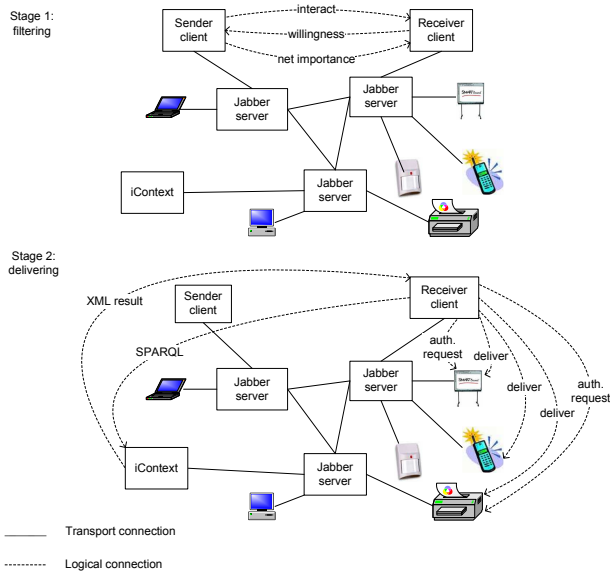 Stage 1:
filtering
Sender
client
interact
willingness
net importance
Receiver
client
Jabber
server
Jabber
server
iContext
Jabber
server
Stage 2:
delivering
XML result
Sender
client
Receiver
client
SPARQL
auth.
request
deliver
Jabber
server
Jabber
server
deliver
auth.
request
deliver
iContext
Jabber
server
Transport connection
Logical connection